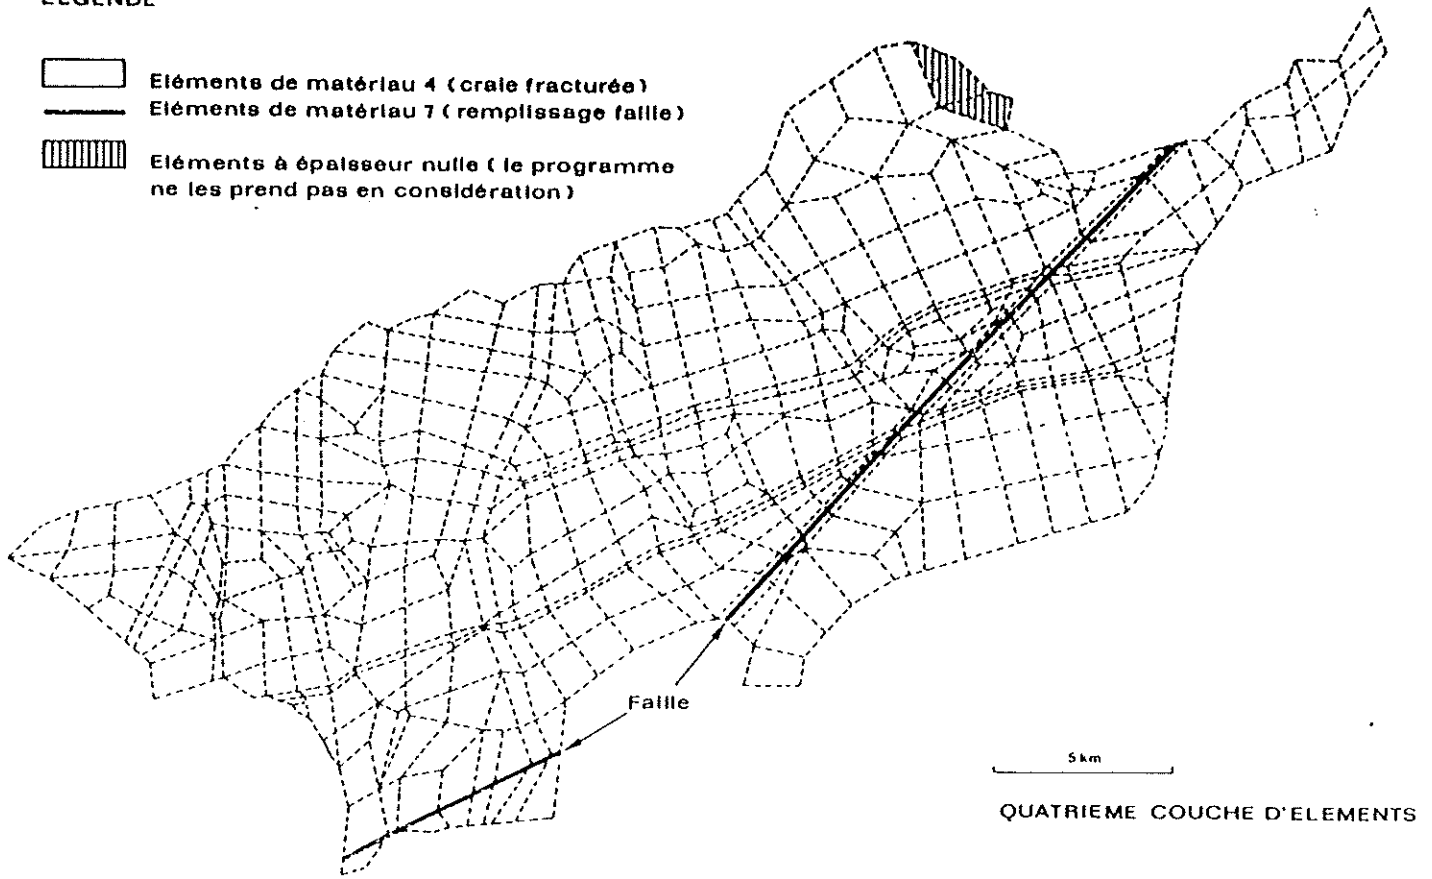 LEGENDE
Eléments de matériau 4 (craie fracturée)
Eléments de matériau 7 (remplissage faille)
Eléments à épaisseur nulle (le programme
ne les prend pas en considération)
Faille
5 km
QUATRIEME COUCHE D'ELEMENTS